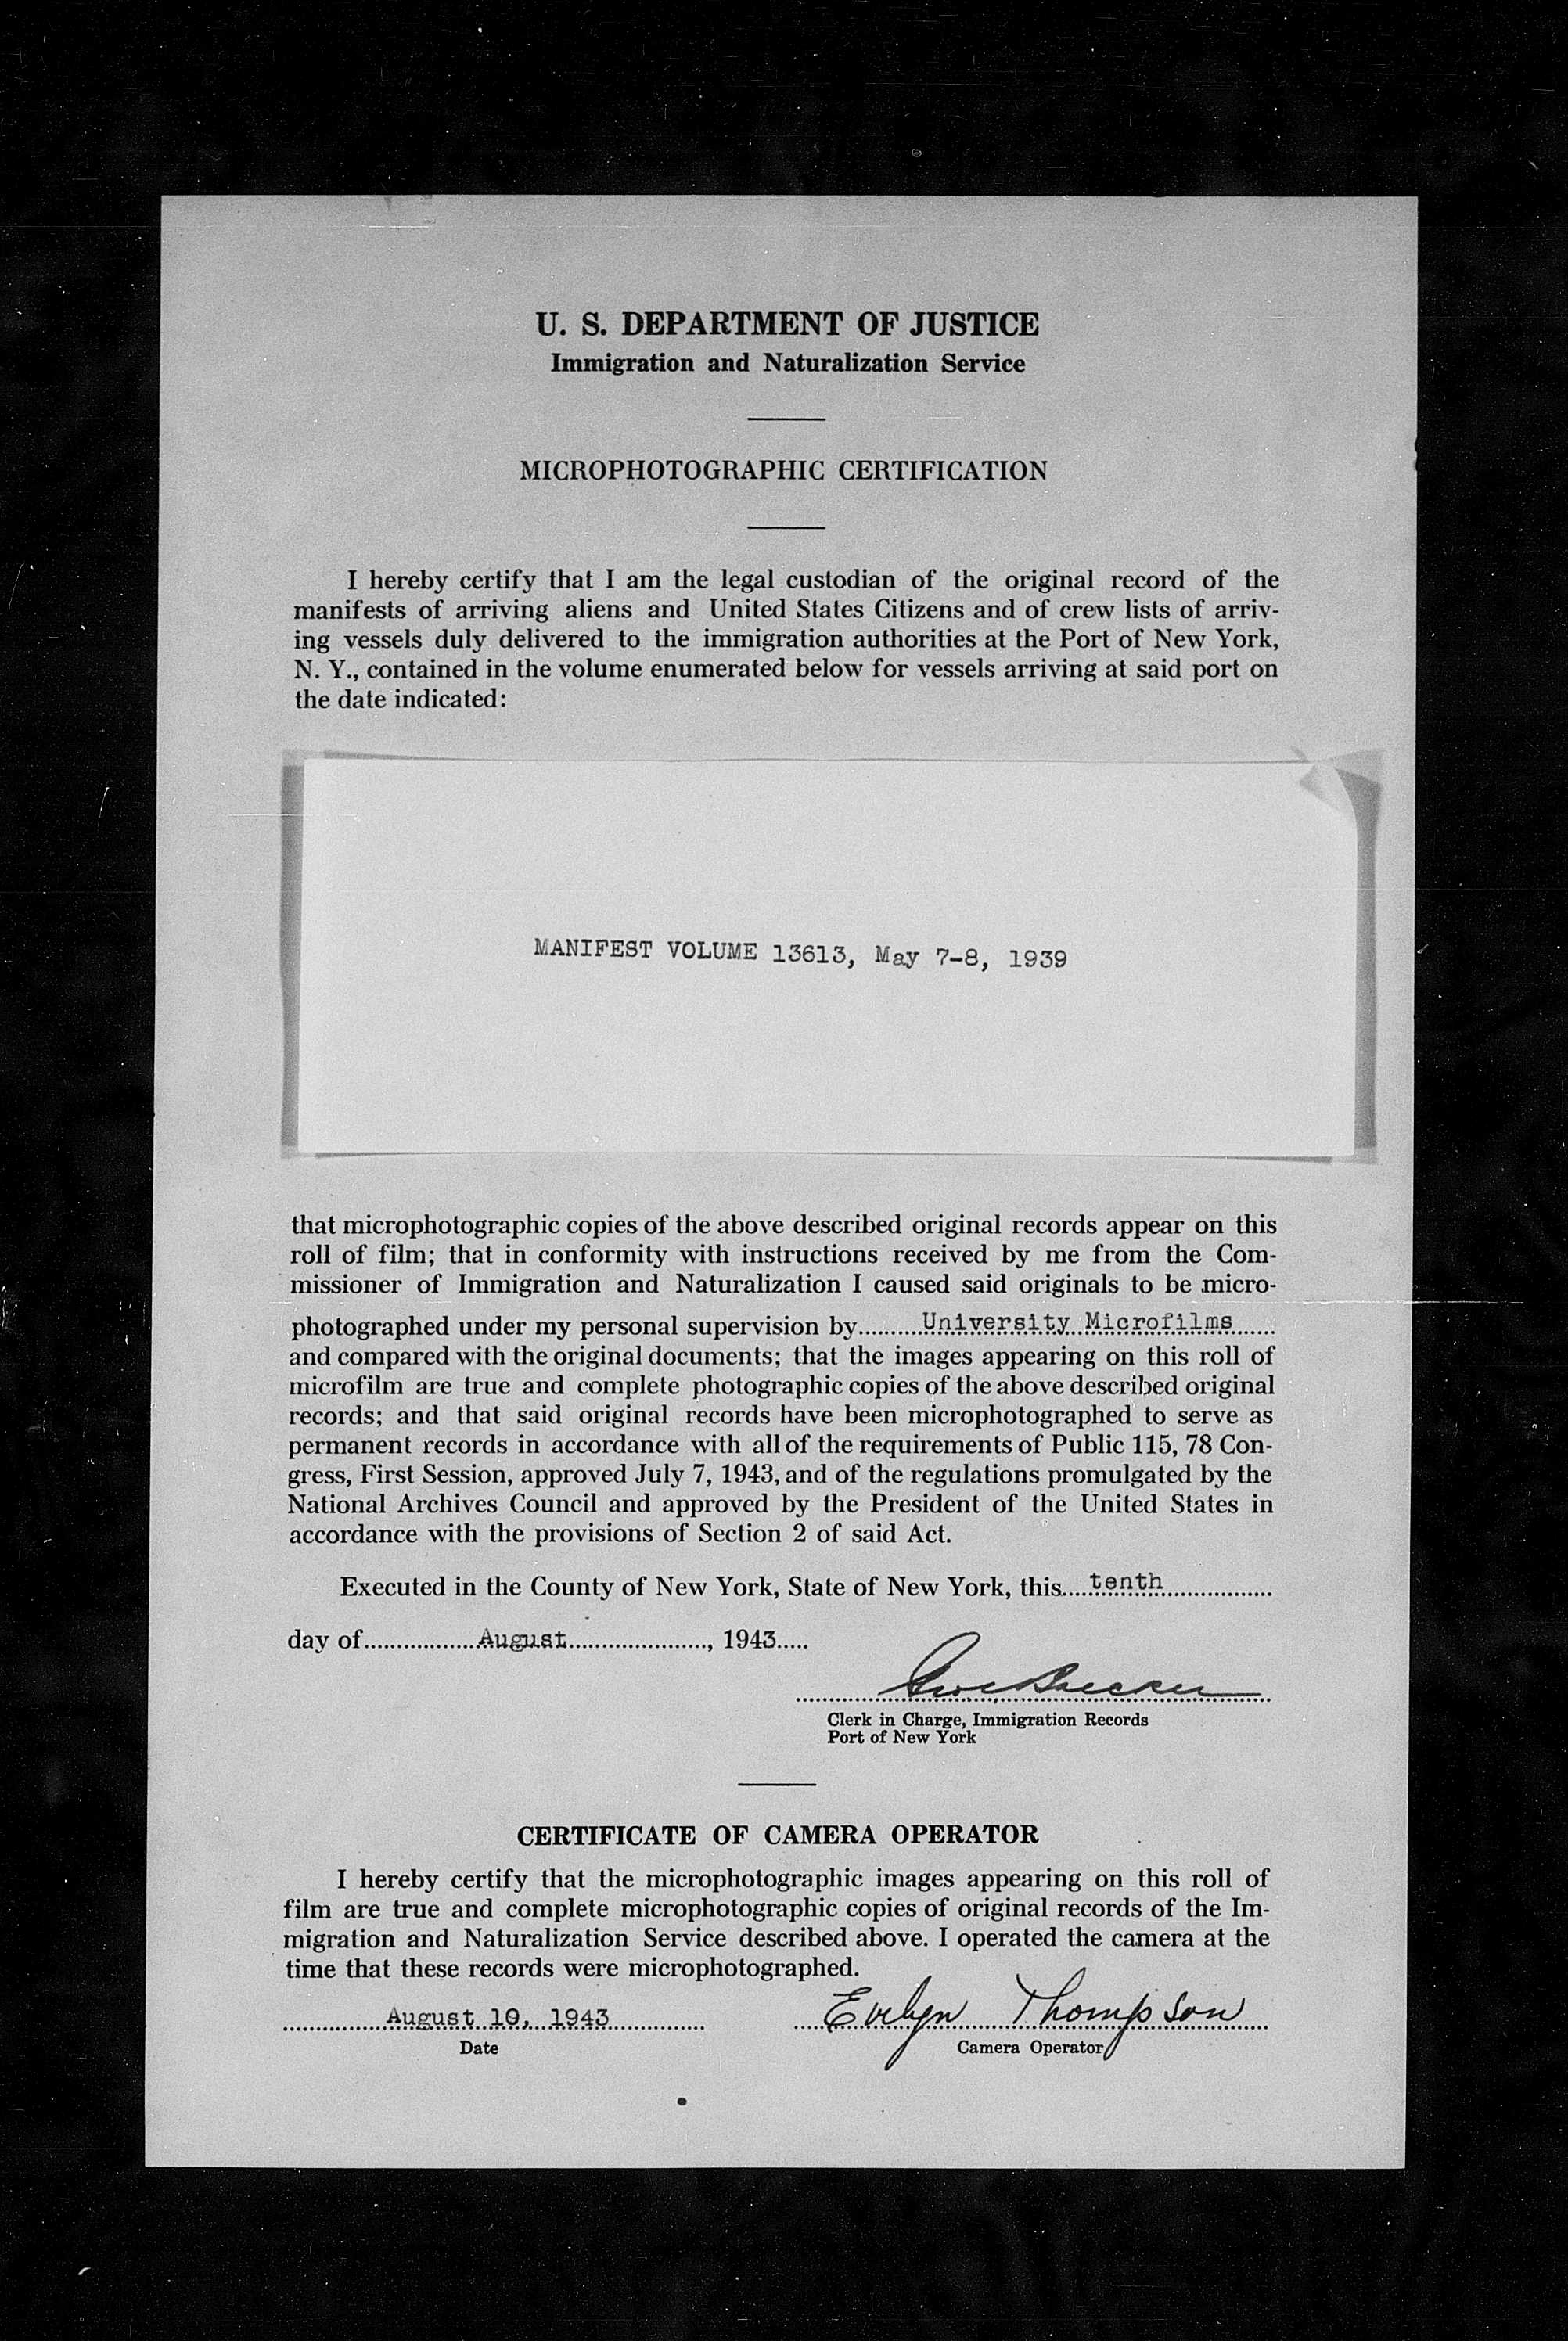 U. S. DEPARTMENT OF JUSTICE
Immigration and Naturalization Service
MICROPHOTOGRAPHIC CERTIFICATION
I hereby certify that I am the legal custodian of the original record of the
manifests of arriving aliens and United States Citizens and of crew lists of arriv-
ing vessels duly delivered to the immigration authorities at the Port of New York,
N. Y., contained in the volume enumerated below for vessels arriving at said port on
the date indicated:
MANIFEST VOLUME 13613, May 7-8, 1939
that microphotographic copies of the above described original records appear on this
roll of film; that in conformity with instructions received by me from the Com-
missioner of Immigration and Naturalization I caused said originals to be micro-
photographed under my personal supervision by..........University Microfilms......
and compared with the original documents; that the images appearing on this roll of
microfilm are true and complete photographic copies of the above described original
records; and that said original records have been microphotographed to serve as
permanent records in accordance with all of the requirements of Public 115, 78 Con-
gress, First Session, approved July 7, 1943, and of the regulations promulgated by the
National Archives Council and approved by the President of the United States in
accordance with the provisions of Section 2 of said Act.
Executed in the County of New York, State of New York, this....tenth................
day of..................August....................., 1943.....
Clerk in Charge, Immigration Records
Port of New York
CERTIFICATE OF CAMERA OPERATOR
I hereby certify that the microphotographic images appearing on this roll of
film are true and complete microphotographic copies of original records of the Im-
migration and Naturalization Service described above. I operated the camera at the
time that these records were microphotographed.
August 10, 1943 Evelyn Thompson
Date Camera Operator